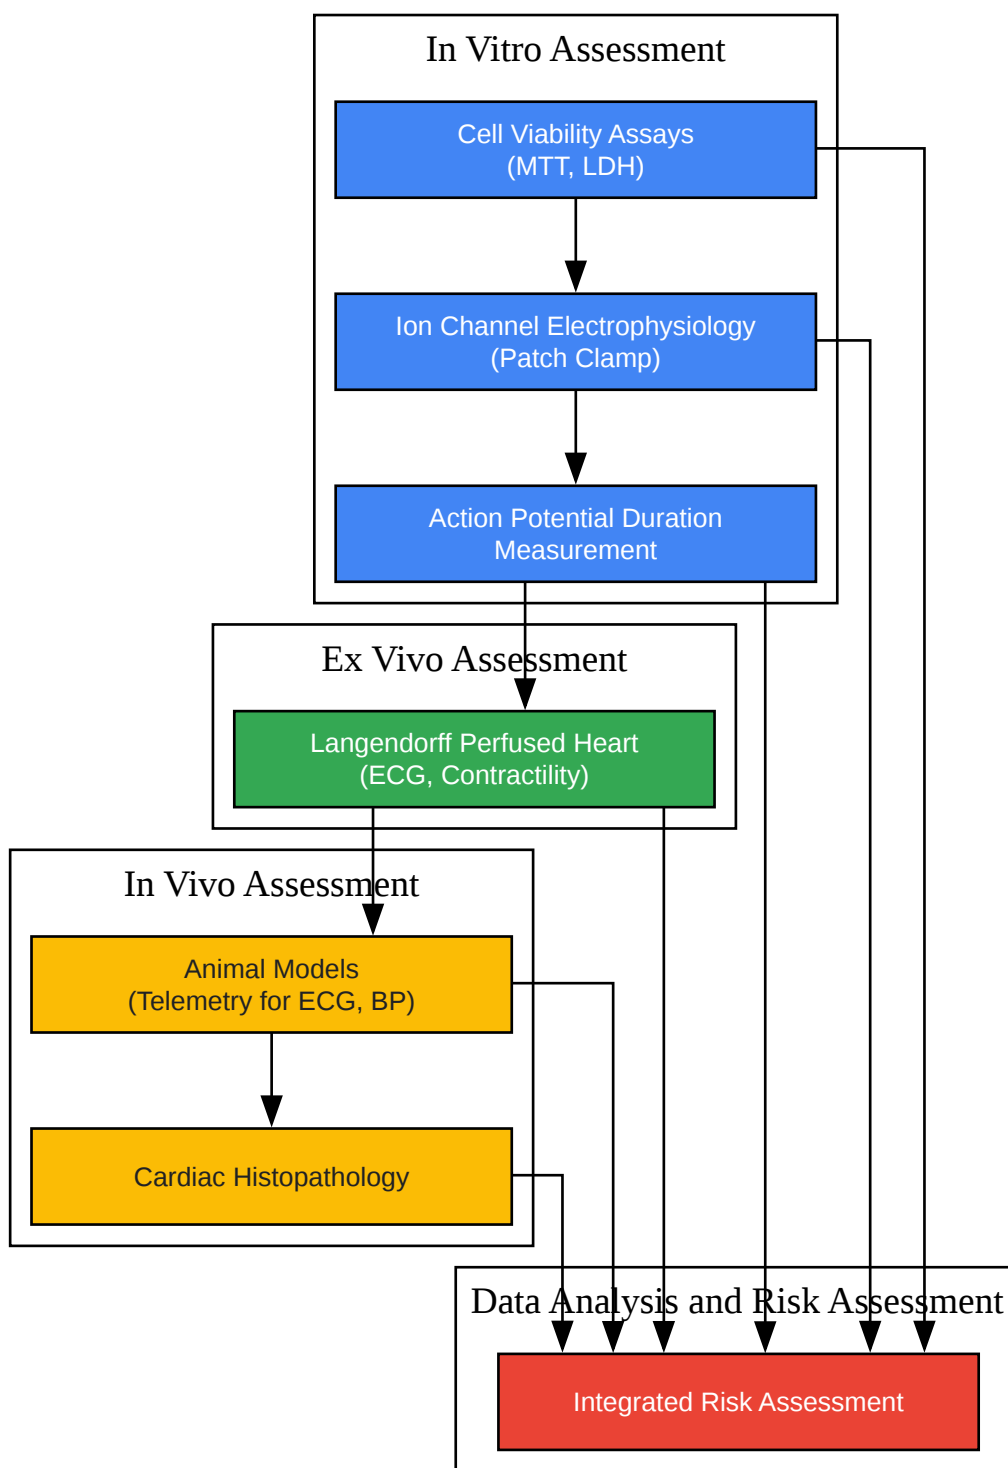 In Vitro Assessment
Cell Viability Assays
(MTT, LDH)
Ion Channel Electrophysiology
(Patch Clamp)
Action Potential Duration
Measurement
Ex Vivo Assessment
Langendorff Perfused Heart
(ECG, Contractility)
In Vivo Assessment
Animal Models
(Telemetry for ECG, BP)
Cardiac Histopathology
Data Analysis and Risk Assessment
Integrated Risk Assessment